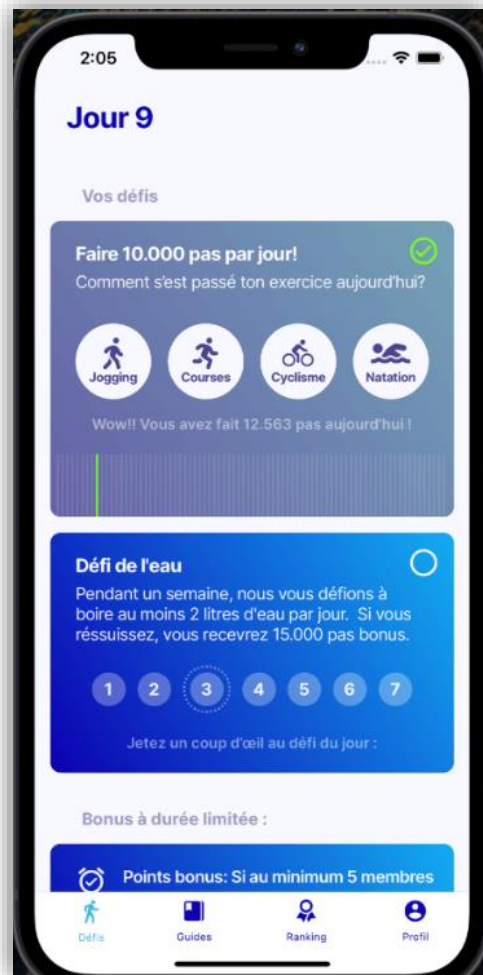 2:05
Jour 9
Vos défis
Faire 10.000 pas par jour!
Comment s'est passé ton exercice aujourd'hui?
Jogging Courses Cyclisme Natation
Wow!! Vous avez fait 12.563 pas aujourd'hui !
Défi de l'eau
Pendant un semaine, nous vous défions à
boire au moins 2 litres d'eau par jour. Si vous
réssuissez, vous recevrez 15.000 pas bonus.
1 2 3 4 5 6 7
Jetez un coup d'œil au défi du jour :
Bonus à durée limitée :
Points bonus: Si au minimum 5 membres
Défis Guides Ranking Profil